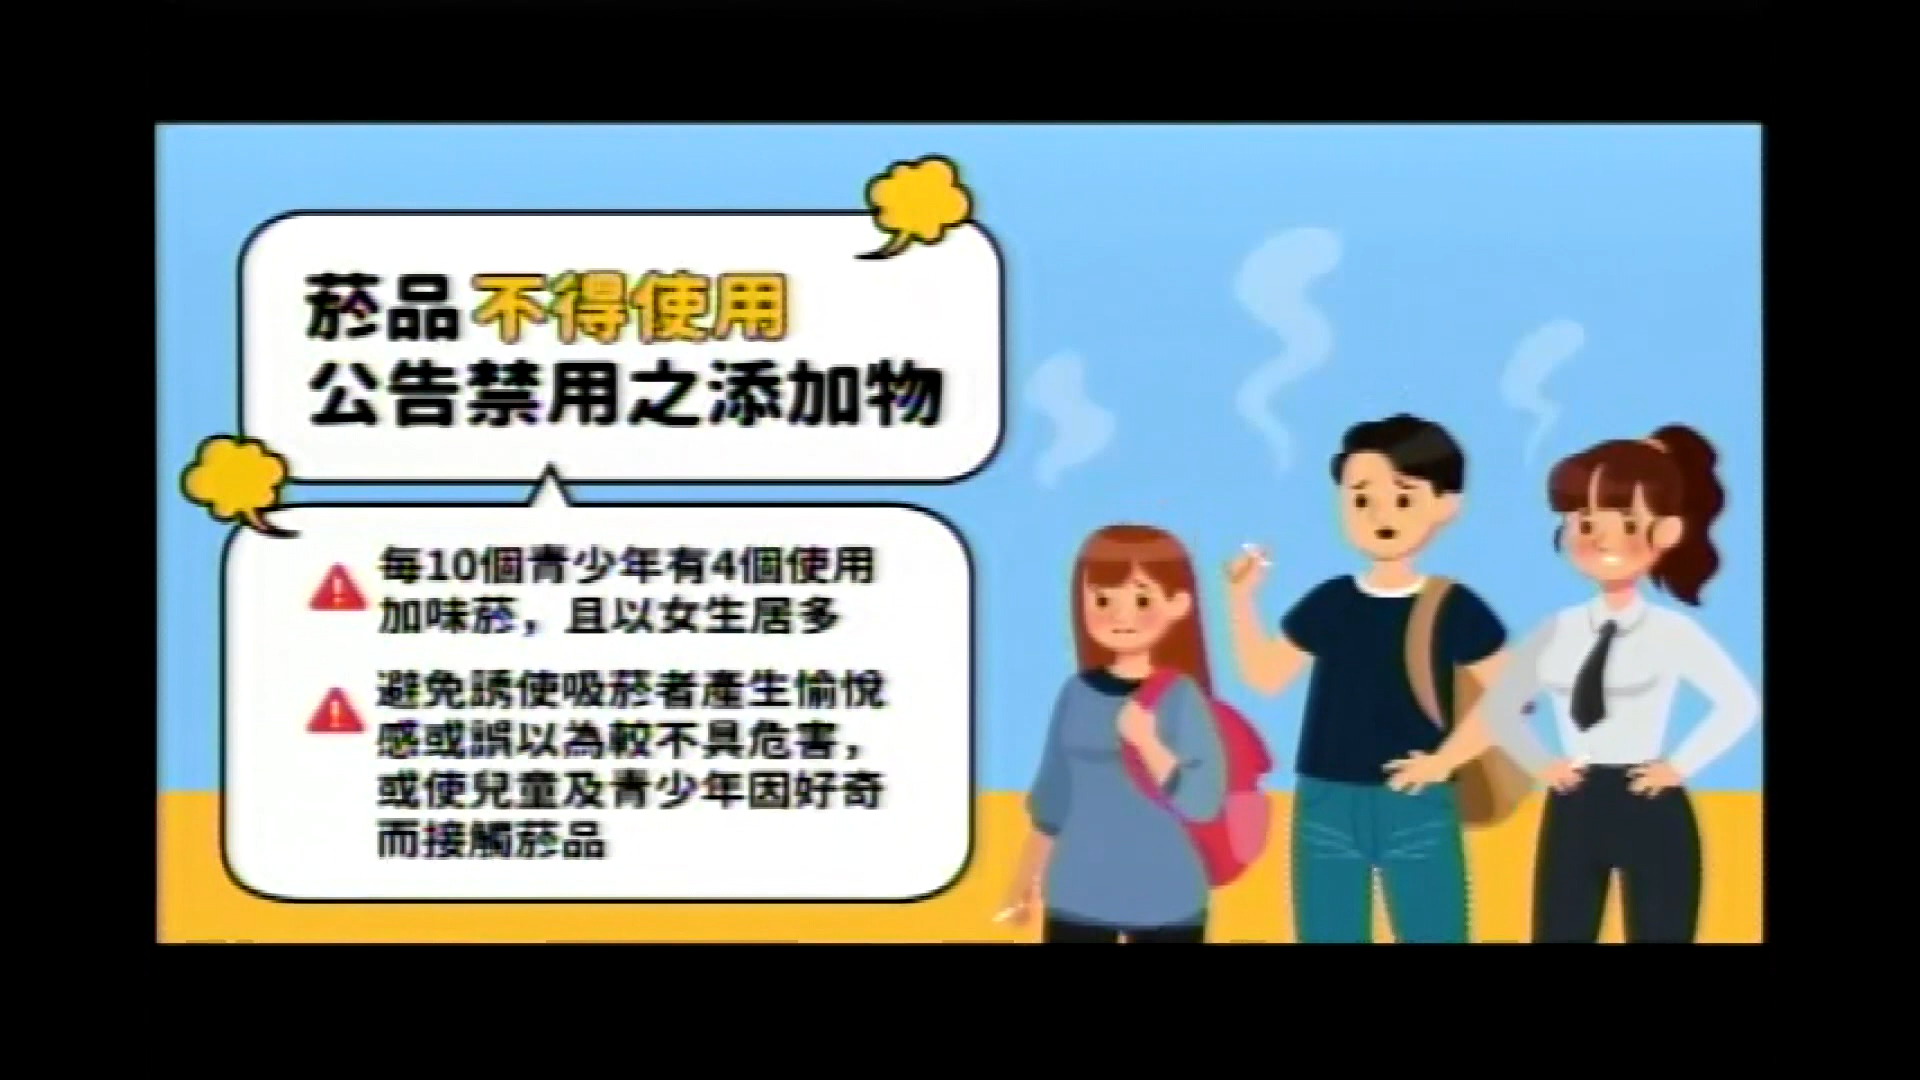 菸品不得使用
公告禁用之添加物
每10個青少年有4個使用
加味菸，且以女生居多
避免誘使吸菸者產生愉悅
感或誤以為較不具危害，
或使兒童及青少年因好奇
而接觸菸品